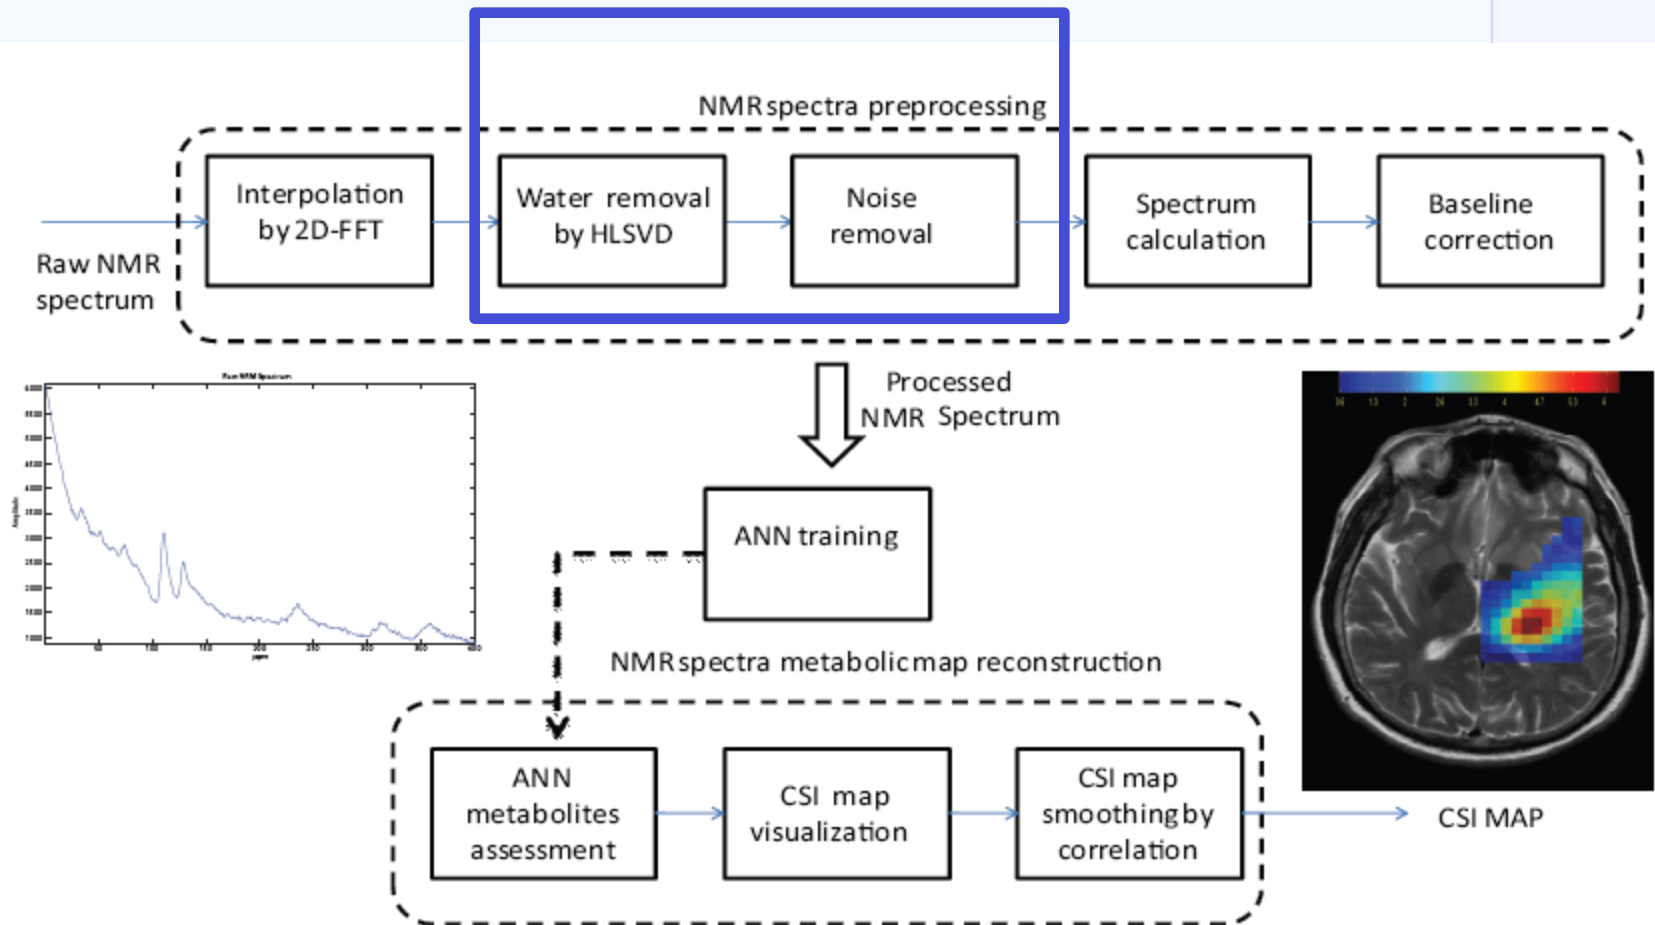 NMR spectra preprocessing
Interpolation
by 2D-FFT
Water removal
by HLSVD
Noise
removal
Spectrum
calculation
Baseline
correction
Raw NMR
spectrum
Processed
NMR Spectrum
ANN training
NMR spectra metabolic map reconstruction
ANN
metabolites
assessment
CSI map
visualization
CSI map
smoothing by
correlation
CSI MAP